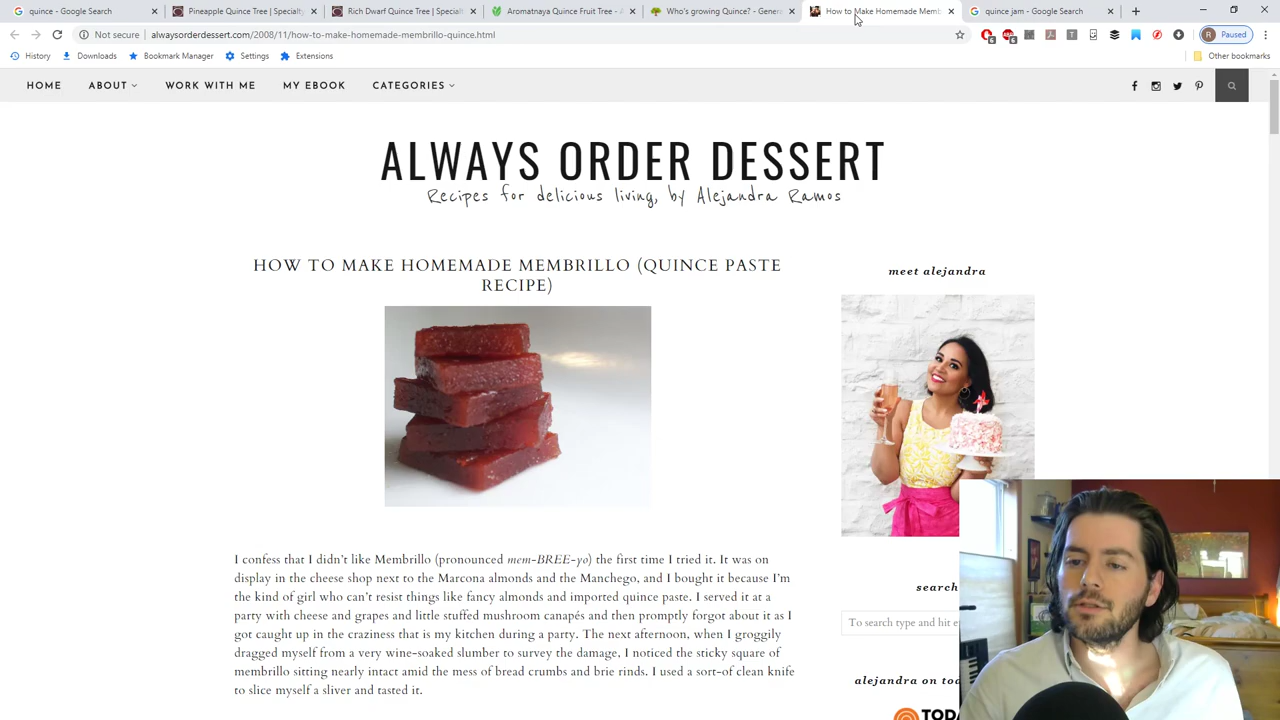 quince - Google Search
Pineapple Quince Tree | Specialty
Rich Dwarf Quince Tree | Specialt
Aromatnaya Quince Fruit Tree - A
Who's growing Quince? - Gener
How to Make Homemade Memb
quince jam - Google Search
Not secure
alwaysorderdessert.com/2008/11/how-to-make-homemade-membrillo-quince.html
R Paused
History
Downloads
Bookmark Manager
Settings
Extensions
Other bookmarks
HOME
ABOUT
WORK WITH ME
MY EBOOK
CATEGORIES
ALWAYS ORDER DESSERT
Recipes for delicious living, by Alejandra Ramos
HOW TO MAKE HOMEMADE MEMBRILLO (QUINCE PASTE
RECIPE)
meet alejandra
I confess that I didn't like Membrillo (pronounced mem-BREE-yo) the first time I tried it. It was on
display in the cheese shop next to the Marcona almonds and the Manchego, and I bought it because I'm
the kind of girl who can't resist things like fancy almonds and imported quince paste. I served it at a
party with cheese and grapes and little stuffed mushroom canapés and then promptly forgot about it as I
got caught up in the craziness that is my kitchen during a party. The next afternoon, when I groggily
dragged myself from a very wine-soaked slumber to survey the damage, I noticed the sticky square of
membrillo sitting nearly intact amid the mess of bread crumbs and brie rinds. I used a sort-of clean knife
to slice myself a sliver and tasted it.
search
To search type and hit e
alejandra on tod
TODA